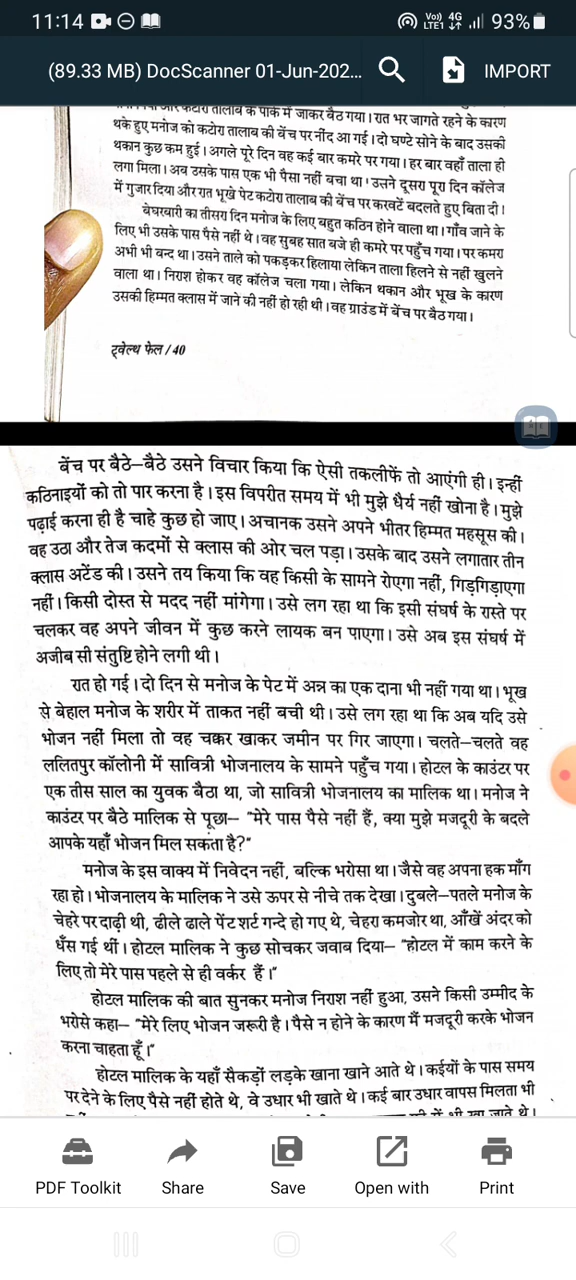 11:14
Vo) 4G
LTE1
93%
(89.33 MB) DocScanner 01-Jun-202...
IMPORT
और कटोरा तालाब के पार्क में जाकर बैठ गया। रात भर जागते रहने के कारण
थके हुए मनोज को कटोरा तालाब की बेंच पर नींद आ गई। दो घण्टे सोने के बाद उसकी
थकान कुछ कम हुई। अगले पूरे दिन वह कई बार कमरे पर गया। हर बार वहाँ ताला ही
लगा मिला। अब उसके पास एक भी पैसा नहीं बचा था। उसने दूसरा पूरा दिन कॉलेज
में गुजार दिया और रात भूखे पेट कटोरा तालाब की बेंच पर करवटें बदलते हुए बिता दी।
बेघरबारी का तीसरा दिन मनोज के लिए बहुत कठिन होने वाला था। गाँव जाने के
लिए भी उसके पास पैसे नहीं थे। वह सुबह सात बजे ही कमरे पर पहुँच गया। पर कमरा
अभी भी बन्द था। उसने ताले को पकड़कर हिलाया लेकिन ताला हिलने से नहीं खुलने
वाला था। निराश होकर वह कॉलेज चला गया। लेकिन थकान और भूख के कारण
उसकी हिम्मत क्लास में जाने की नहीं हो रही थी। वह ग्राउंड में बेंच पर बैठ गया।
ट्वेल्थ फेल / 40
बेंच पर बैठे–बैठे उसने विचार किया कि ऐसी तकलीफें तो आएंगी ही। इन्हीं
कठिनाइयों को तो पार करना है। इस विपरीत समय में भी मुझे धैर्य नहीं खोना है। मुझे
पढ़ाई करना ही है चाहे कुछ हो जाए। अचानक उसने अपने भीतर हिम्मत महसूस की।
वह उठा और तेज कदमों से क्लास की ओर चल पड़ा। उसके बाद उसने लगातार तीन
क्लास अटेंड की। उसने तय किया कि वह किसी के सामने रोएगा नहीं, गिड़गिड़ाएगा
नहीं। किसी दोस्त से मदद नहीं मांगेगा। उसे लग रहा था कि इसी संघर्ष के रास्ते पर
चलकर वह अपने जीवन में कुछ करने लायक बन पाएगा। उसे अब इस संघर्ष में
अजीब सी संतुष्टि होने लगी थी।
रात हो गई। दो दिन से मनोज के पेट में अन्न का एक दाना भी नहीं गया था। भूख
से बेहाल मनोज के शरीर में ताकत नहीं बची थी। उसे लग रहा था कि अब यदि उसे
भोजन नहीं मिला तो वह चक्कर खाकर जमीन पर गिर जाएगा। चलते–चलते वह
ललितपुर कॉलोनी में सावित्री भोजनालय के सामने पहुँच गया। होटल के काउंटर पर
एक तीस साल का युवक बैठा था, जो सावित्री भोजनालय का मालिक था। मनोज ने
काउंटर पर बैठे मालिक से पूछा– "मेरे पास पैसे नहीं हैं, क्या मुझे मजदूरी के बदले
आपके यहाँ भोजन मिल सकता है?"
मनोज के इस वाक्य में निवेदन नहीं, बल्कि भरोसा था। जैसे वह अपना हक माँग
रहा हो। भोजनालय के मालिक ने उसे ऊपर से नीचे तक देखा। दुबले–पतले मनोज के
चेहरे पर दाढ़ी थी, ढीले ढाले पेंट शर्ट गन्दे हो गए थे, चेहरा कमजोर था, आँखें अंदर को
धँस गई थीं। होटल मालिक ने कुछ सोचकर जवाब दिया– "होटल में काम करने के
लिए तो मेरे पास पहले से ही वर्कर हैं।"
होटल मालिक की बात सुनकर मनोज निराश नहीं हुआ, उसने किसी उम्मीद के
भरोसे कहा– "मेरे लिए भोजन जरूरी है। पैसे न होने के कारण मैं मजदूरी करके भोजन
करना चाहता हूँ।"
होटल मालिक के यहाँ सैकड़ों लड़के खाना खाने आते थे। कईयों के पास समय
पर देने के लिए पैसे नहीं होते थे, वे उधार भी खाते थे। कई बार उधार वापस मिलता भी
में भी खा जाते थे।
PDF Toolkit
Share
Save
Open with
Print